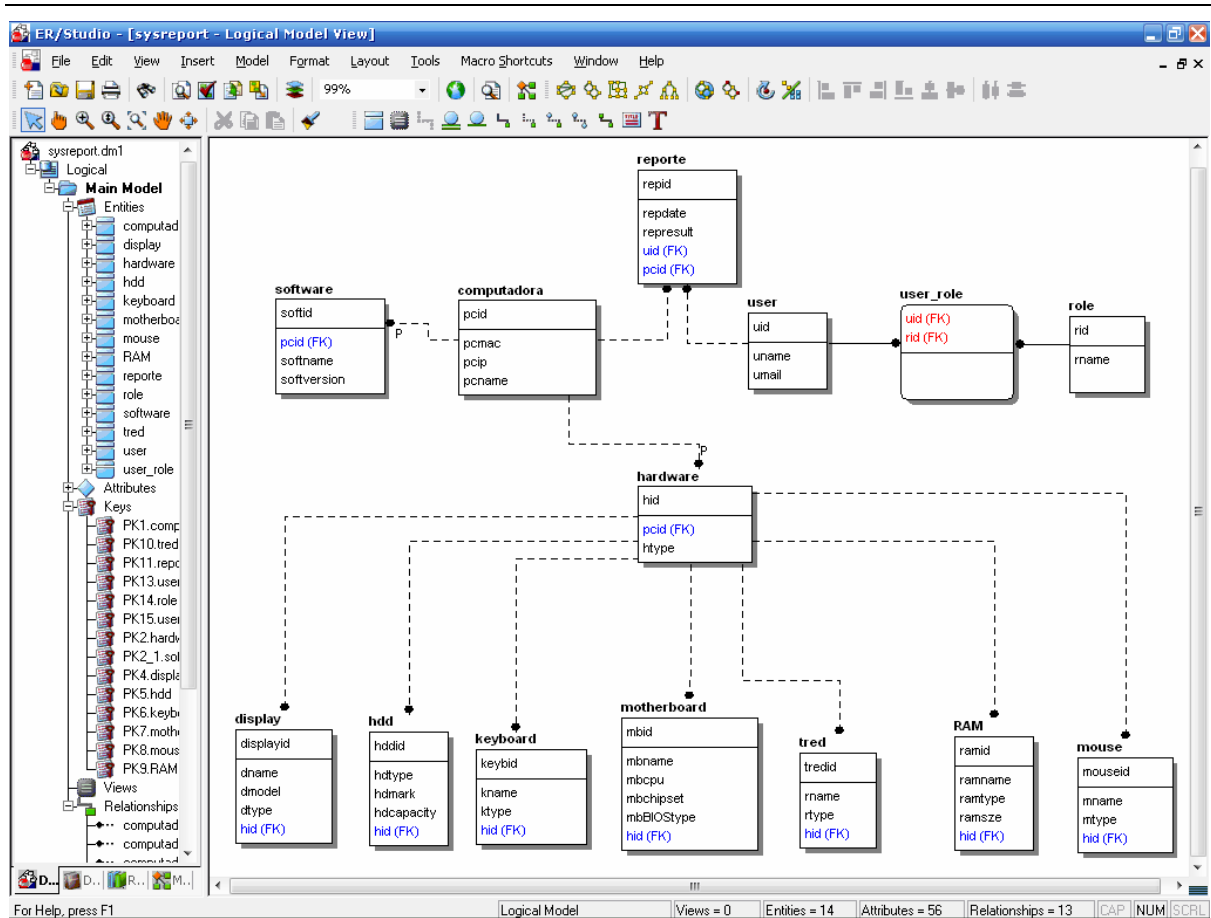 ER/Studio - [sysreport - Logical Model View]
File Edit View Insert Model Format Layout Tools Macro Shortcuts Window Help
99%
T
sysreport.dm1
Logical
Main Model
Entities
computad
display
hardware
hdd
keyboard
motherboa
mouse
RAM
reporte
role
software
tred
user
user_role
Attributes
Keys
PK1.comp
PK10.tred
PK11.repo
PK13.user
PK14.role
PK15.user
PK2.hardw
PK2_1.sol
PK4.displa
PK5.hdd
PK6.keybo
PK7.mothe
PK8.mous
PK9.RAM
Views
Relationships
computad
computad
computad
D... D.. R.. M..
reporte
repid
repdate
represult
uid (FK)
pcid (FK)
software
softid
pcid (FK)
softname
softversion
P
computadora
pcid
pcmac
pcip
pcname
user
uid
uname
umail
user_role
uid (FK)
rid (FK)
role
rid
rname
P
hardware
hid
pcid (FK)
htype
display
displayid
dname
dmodel
dtype
hid (FK)
hdd
hddid
hdtype
hdmark
hdcapacity
hid (FK)
keyboard
keybid
kname
ktype
hid (FK)
motherboard
mbid
mbname
mbcpu
mbchipset
mbBIOStype
hid (FK)
tred
tredid
rname
rtype
hid (FK)
RAM
ramid
ramname
ramtype
ramsze
hid (FK)
mouse
mouseid
mname
mtype
hid (FK)
For Help, press F1
Logical Model
Views = 0
Entities = 14
Attributes = 56
Relationships = 13
CAP
NUM
SCRL